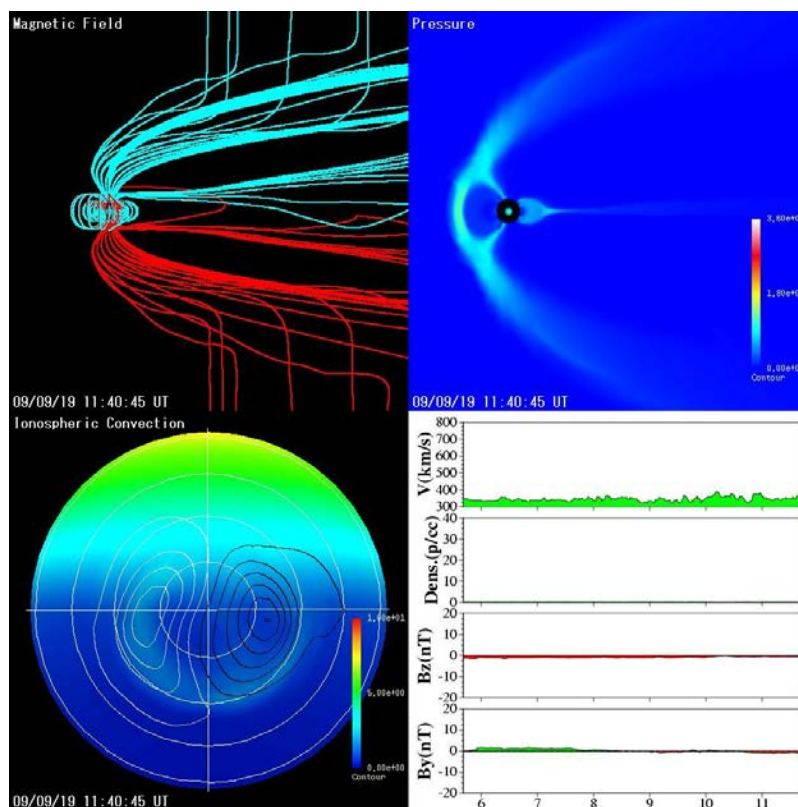 Magnetic Field
09/09/19 11:40:45 UT
Pressure
3.60e+0
1.80e+0
0.00e+0
Contour
09/09/19 11:40:45 UT
Ionospheric Convection
1.00e+01
5.00e+00
0.00e+00
Contour
09/09/19 11:40:45 UT
V(km/s)
800
700
600
500
400
300
Dens.(p/cc)
40
30
20
10
0
Bz(nT)
20
10
0
-10
-20
By(nT)
20
10
0
-10
-20
6 7 8 9 10 11